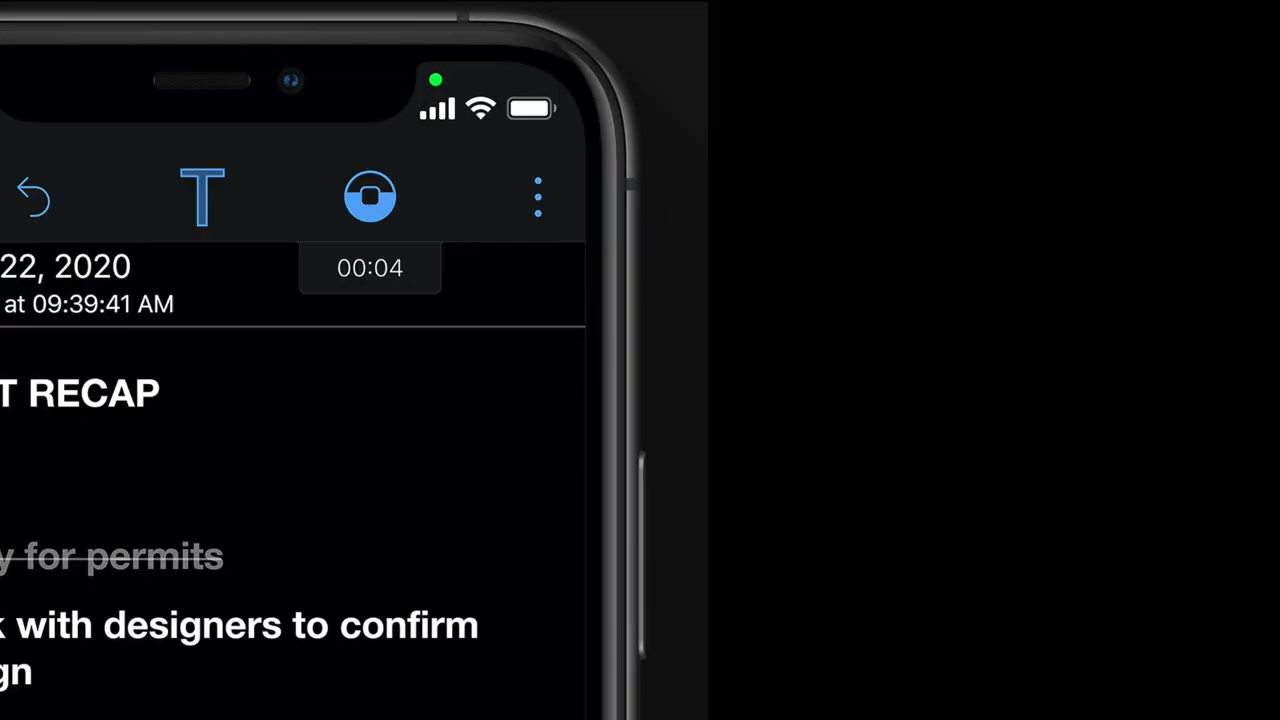 00:04
22, 2020
at 09:39:41 AM
T RECAP
y for permits
k with designers to confirm
gn